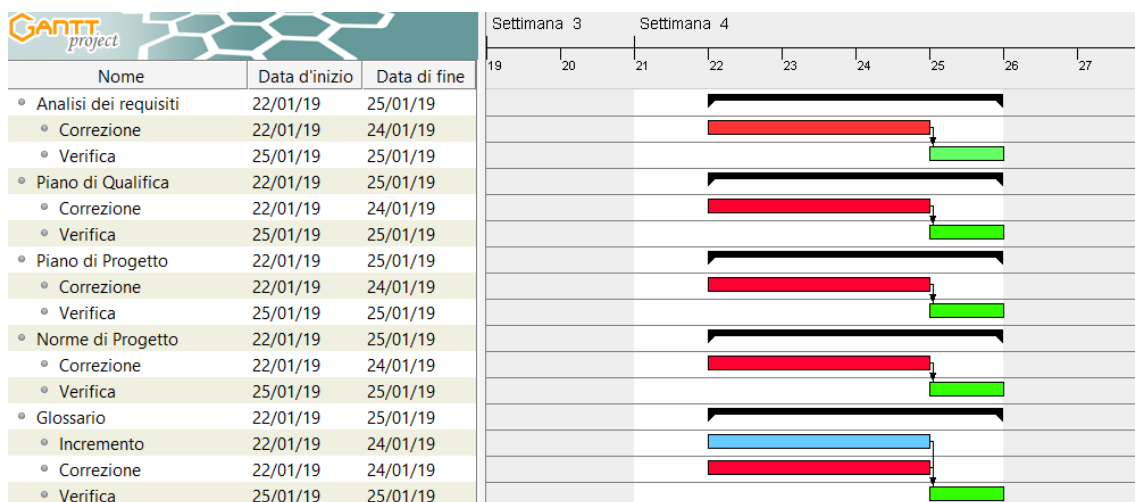 GANTT project
Settimana 3 Settimana 4
19 20 21 22 23 24 25 26 27
Nome Data d'inizio Data di fine
Analisi dei requisiti 22/01/19 25/01/19
Correzione 22/01/19 24/01/19
Verifica 25/01/19 25/01/19
Piano di Qualifica 22/01/19 25/01/19
Correzione 22/01/19 24/01/19
Verifica 25/01/19 25/01/19
Piano di Progetto 22/01/19 25/01/19
Correzione 22/01/19 24/01/19
Verifica 25/01/19 25/01/19
Norme di Progetto 22/01/19 25/01/19
Correzione 22/01/19 24/01/19
Verifica 25/01/19 25/01/19
Glossario 22/01/19 25/01/19
Incremento 22/01/19 24/01/19
Correzione 22/01/19 24/01/19
Verifica 25/01/19 25/01/19